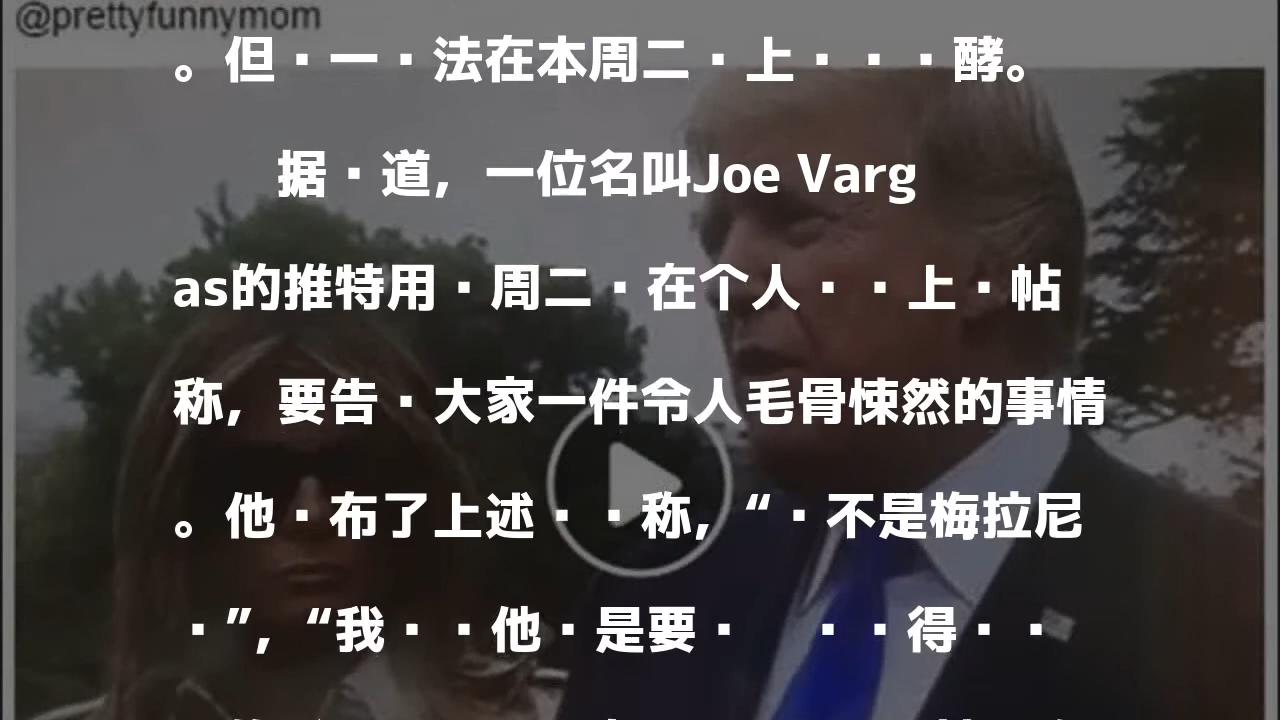 @prettyfunnymom
。但·一·法在本周二·上···酵。
据·道，一位名叫Joe Varg
as的推特用·周二·在个人··上·帖
称，要告·大家一件令人毛骨悚然的事情
。他·布了上述··称，“·不是梅拉尼
·”，“我··他·是要·　··得··